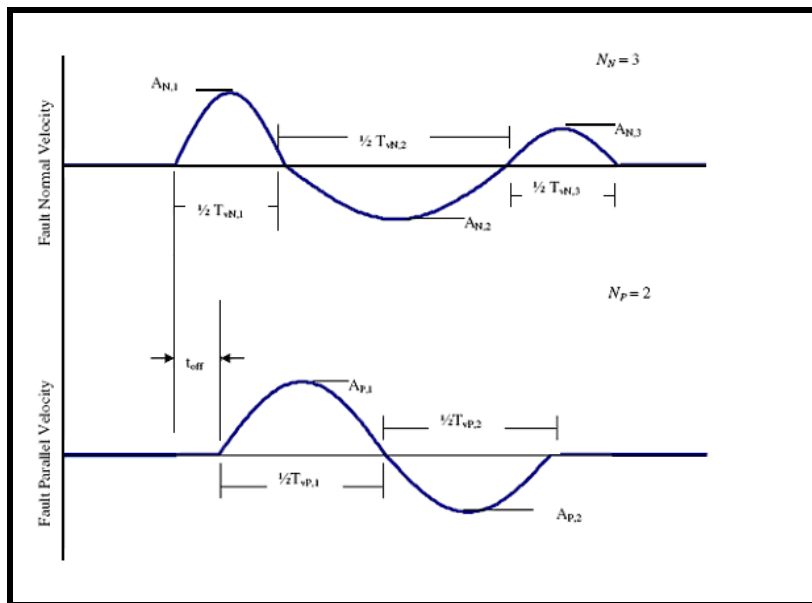 N_N = 3
A_N,1
A_N,3
½ T_vN,2
½ T_vN,1
½ T_vN,3
A_N,2
Fault Normal Velocity
N_P = 2
t_off
A_P,1
½T_vP,2
½T_vP,1
A_P,2
Fault Parallel Velocity